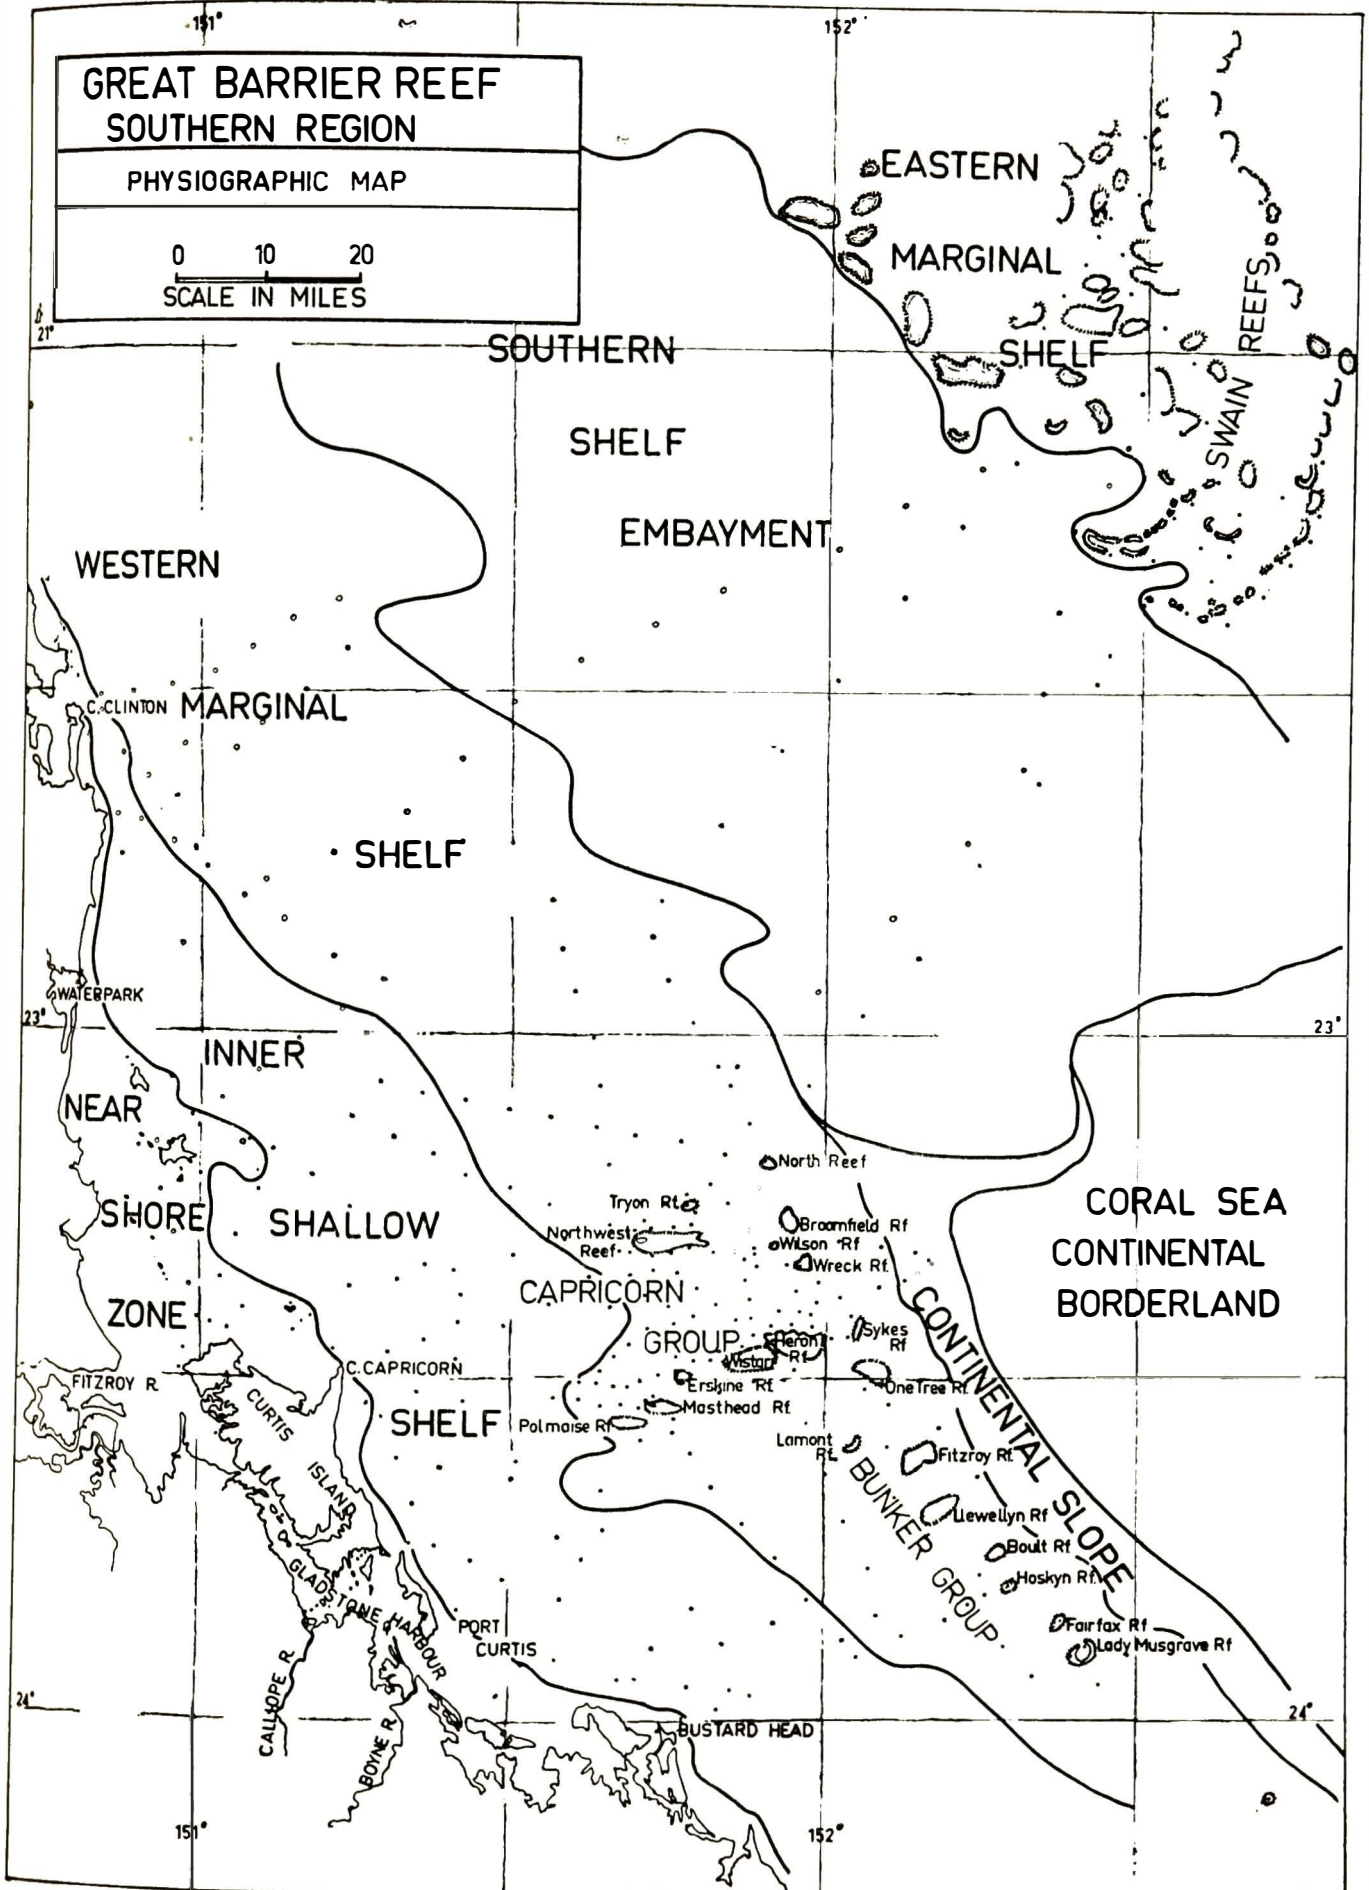 151°
152°
GREAT BARRIER REEF
SOUTHERN REGION
PHYSIOGRAPHIC MAP
0 10 20
SCALE IN MILES
21°
EASTERN
MARGINAL
SHELF
SWAIN REEFS
SOUTHERN
SHELF
EMBAYMENT
WESTERN
C. CLINTON
MARGINAL
SHELF
WATERPARK
23°
23°
INNER
NEAR
SHORE
SHALLOW
ZONE
North Reef
Tryon Rf.
Northwest
Reef
Broomfield Rf
Wilson Rf
Wreck Rf.
CAPRICORN
GROUP
CORAL SEA
CONTINENTAL
BORDERLAND
CONTINENTAL SLOPE
Sykes
Rf
Heron
Rf
Wistari
One Tree Rf.
Erskine Rf.
Masthead Rf.
Polmaise Rf
C. CAPRICORN
FITZROY R.
CURTIS
ISLAND
SHELF
Lamont
Rf.
Fitzroy Rf.
BUNKER GROUP
Llewellyn Rf
Boult Rf
Hoskyn Rf.
Fairfax Rf
Lady Musgrave Rf
GLADSTONE HARBOUR
PORT
CURTIS
CALLIOPE R.
BOYNE R.
BUSTARD HEAD
24°
24°
151°
152°